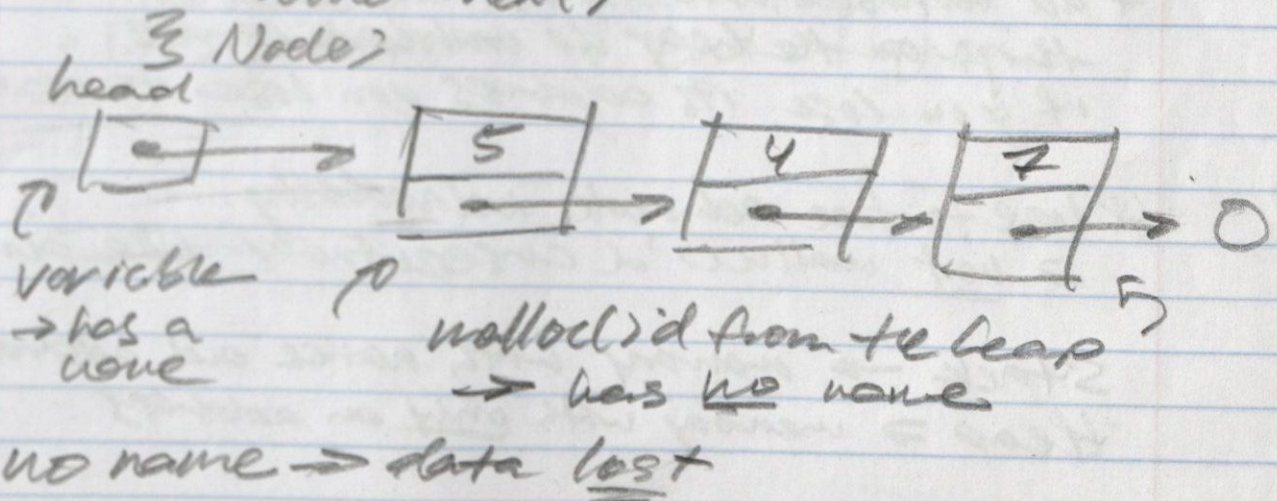 } Node;
head
5 4 7 0
variable
→ has a
name
malloc()'d from the heap
→ has no name
no name → data lost